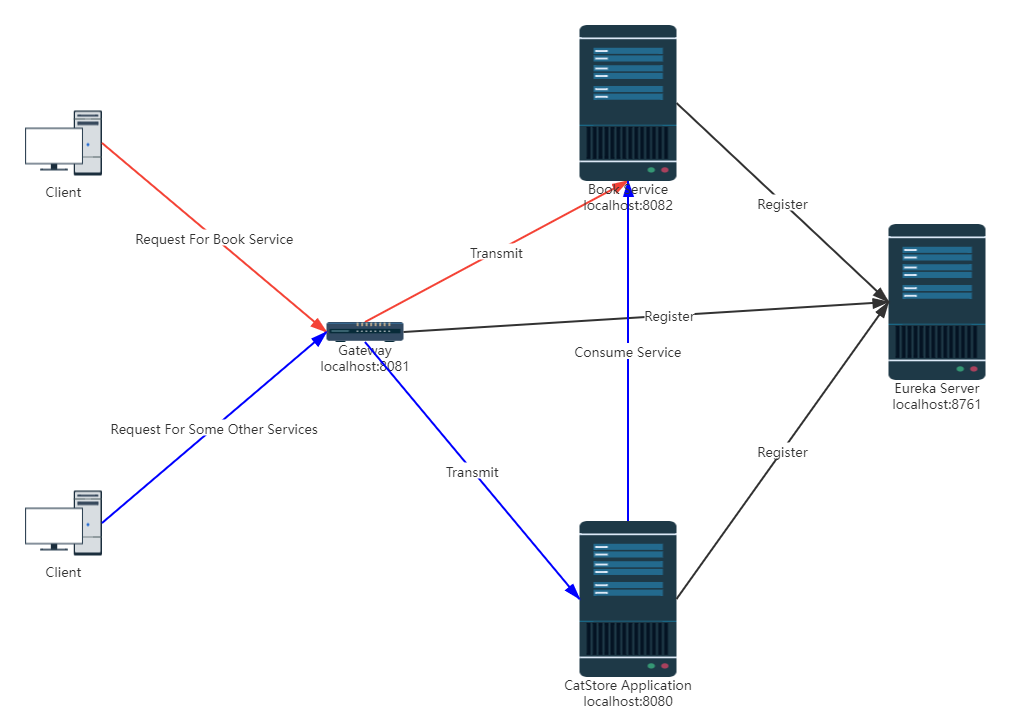 Client
Request For Book Service
Book Service
localhost:8082
Register
Transmit
Gateway
localhost:8081
Register
Consume Service
Eureka Server
localhost:8761
Request For Some Other Services
Transmit
Register
Client
CatStore Application
localhost:8080